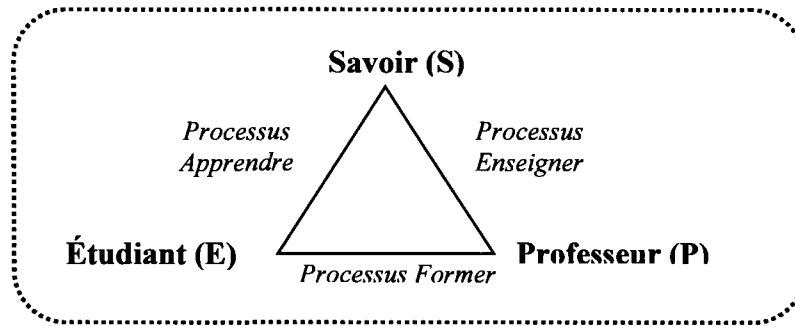 Savoir (S)
Processus Processus
Apprendre Enseigner
Étudiant (E) Professeur (P)
Processus Former